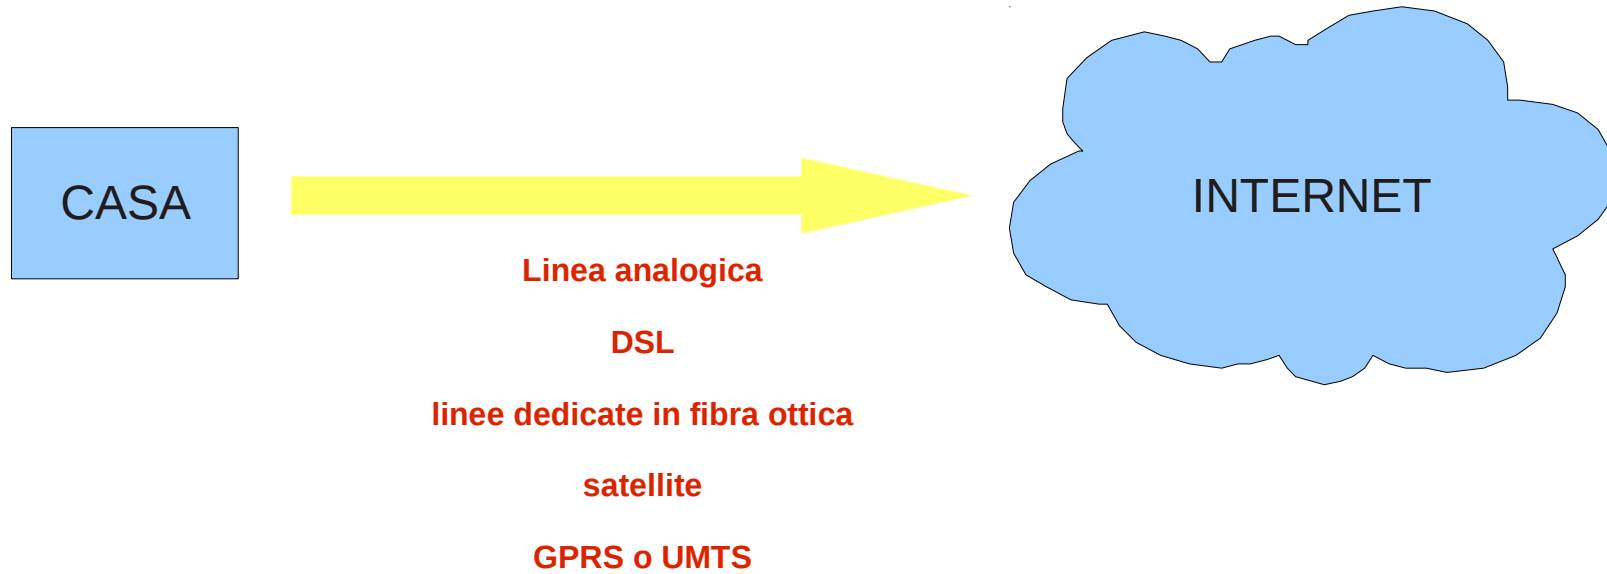 CASA
INTERNET
Linea analogica
DSL
linee dedicate in fibra ottica
satellite
GPRS o UMTS